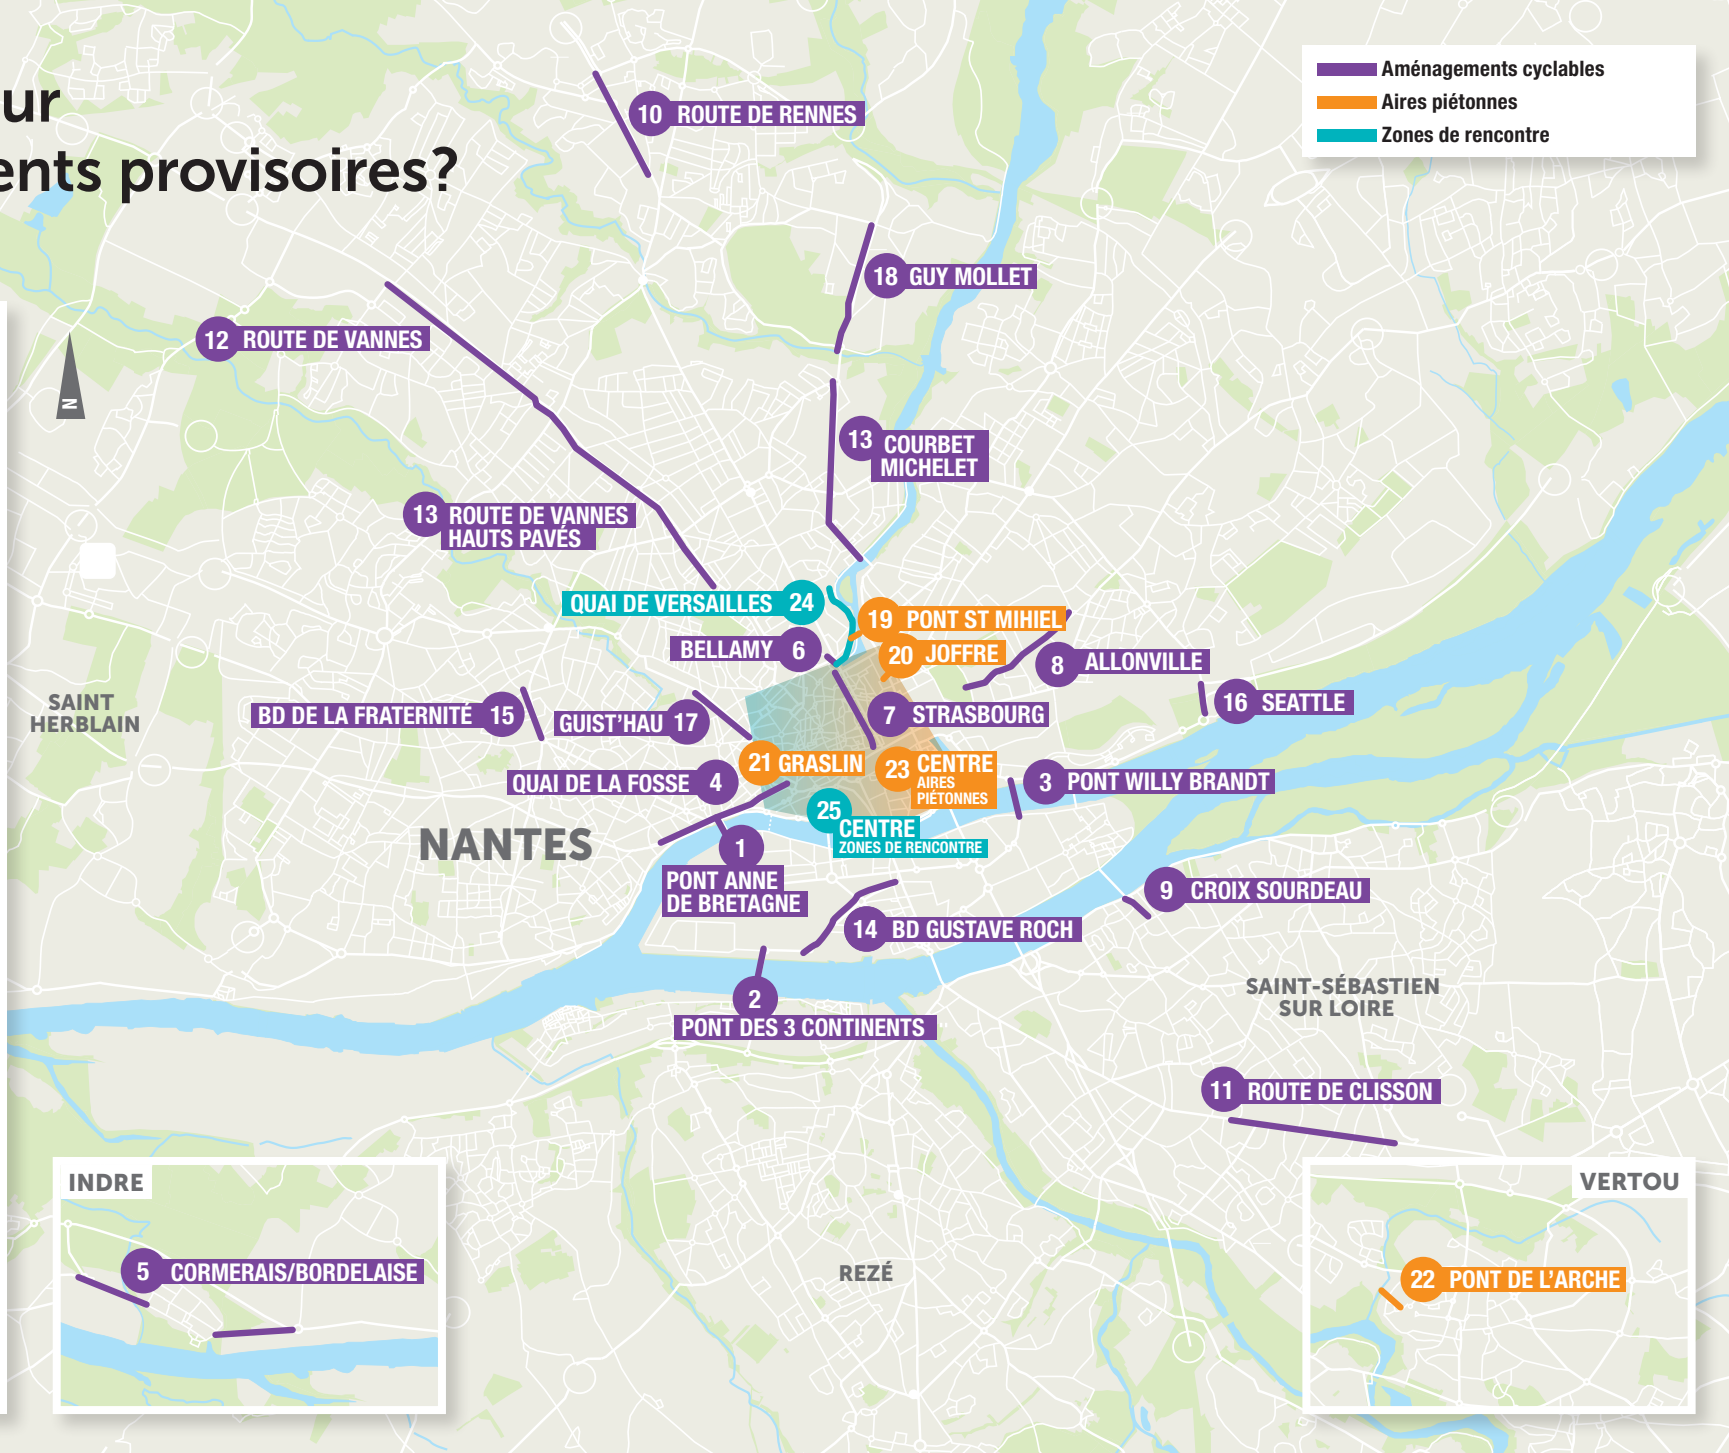 ur
ents provisoires?
Aménagements cyclables
Aires piétonnes
Zones de rencontre
10 ROUTE DE RENNES
18 GUY MOLLET
12 ROUTE DE VANNES
N
13 COURBET
MICHELET
13 ROUTE DE VANNES
HAUTS PAVÉS
QUAI DE VERSAILLES 24
19 PONT ST MIHIEL
BELLAMY 6
20 JOFFRE
8 ALLONVILLE
SAINT
HERBLAIN
BD DE LA FRATERNITÉ 15
GUIST'HAU 17
7 STRASBOURG
16 SEATTLE
21 GRASLIN
23 CENTRE
AIRES
PIÉTONNES
QUAI DE LA FOSSE 4
3 PONT WILLY BRANDT
25
CENTRE
ZONES DE RENCONTRE
NANTES
1
PONT ANNE
DE BRETAGNE
9 CROIX SOURDEAU
14 BD GUSTAVE ROCH
2
PONT DES 3 CONTINENTS
SAINT-SÉBASTIEN
SUR LOIRE
11 ROUTE DE CLISSON
INDRE
5 CORMERAIS/BORDELAISE
REZÉ
VERTOU
22 PONT DE L'ARCHE